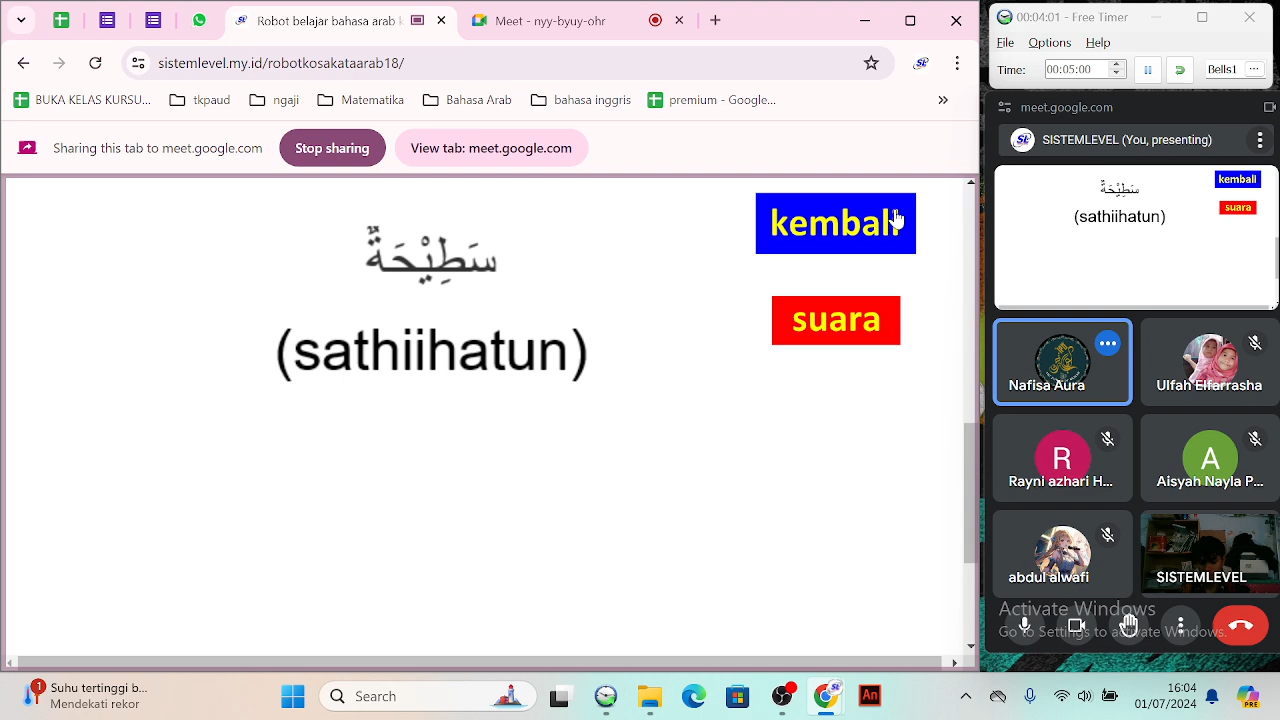 Robot belajar bahasa arab k
Meet - nyy-byuy-ohr
sistemlevel.my.id/robotkosakataarab18/
BUKA KELAS KURSU...
tkpaud
ngaji
Matematika
Bahasa Arab
bahasa inggris
premium - Google...
Sharing this tab to meet.google.com
Stop sharing
View tab: meet.google.com
سَطِيْحَةٌ
(sathiihatun)
kembali
suara
00:04:01 - Free Timer
File Options Help
Time: 00:05:00 Bells1 ...
meet.google.com
SISTEMLEVEL (You, presenting)
سَطِيْحَةٌ
(sathiihatun)
kembali
suara
Nafisa Aura
Ulfah Elfarrasha
R
Rayni azhari H...
A
Aisyah Nayla P...
abdul alwafi
SISTEMLEVEL
Activate Windows
Go to Settings to activate Windows.
1
Suhu tertinggi b...
Mendekati rekor
Search
An
16:04
01/07/2024
PRE